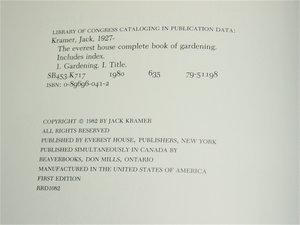 LIBRARY OF CONGRESS CATALOGING IN PUBLICATION DATA:
Kramer, Jack, 1927-
The everest house complete book of gardening.
Includes index.
1. Gardening. I. Title.
SB453.K717 1980 635 79-51198
ISBN: 0-89696-041-2
COPYRIGHT © 1982 BY JACK KRAMER
ALL RIGHTS RESERVED
PUBLISHED BY EVEREST HOUSE, PUBLISHERS, NEW YORK
PUBLISHED SIMULTANEOUSLY IN CANADA BY
BEAVERBOOKS, DON MILLS, ONTARIO
MANUFACTURED IN THE UNITED STATES OF AMERICA
FIRST EDITION
RRD1082